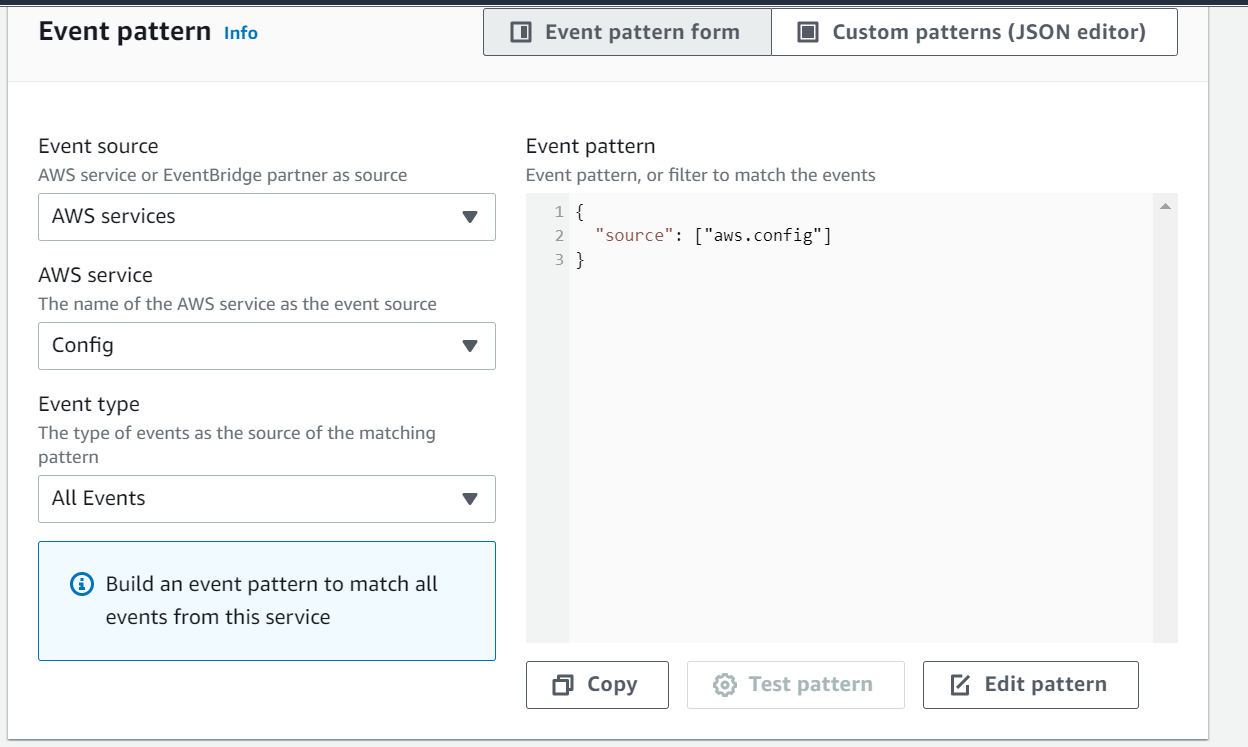 Event pattern Info
Event pattern form
Custom patterns (JSON editor)
Event source
AWS service or EventBridge partner as source
AWS services
AWS service
The name of the AWS service as the event source
Config
Event type
The type of events as the source of the matching
pattern
All Events
Build an event pattern to match all
events from this service
Event pattern
Event pattern, or filter to match the events
1 {
2   "source": ["aws.config"]
3 }
Copy
Test pattern
Edit pattern